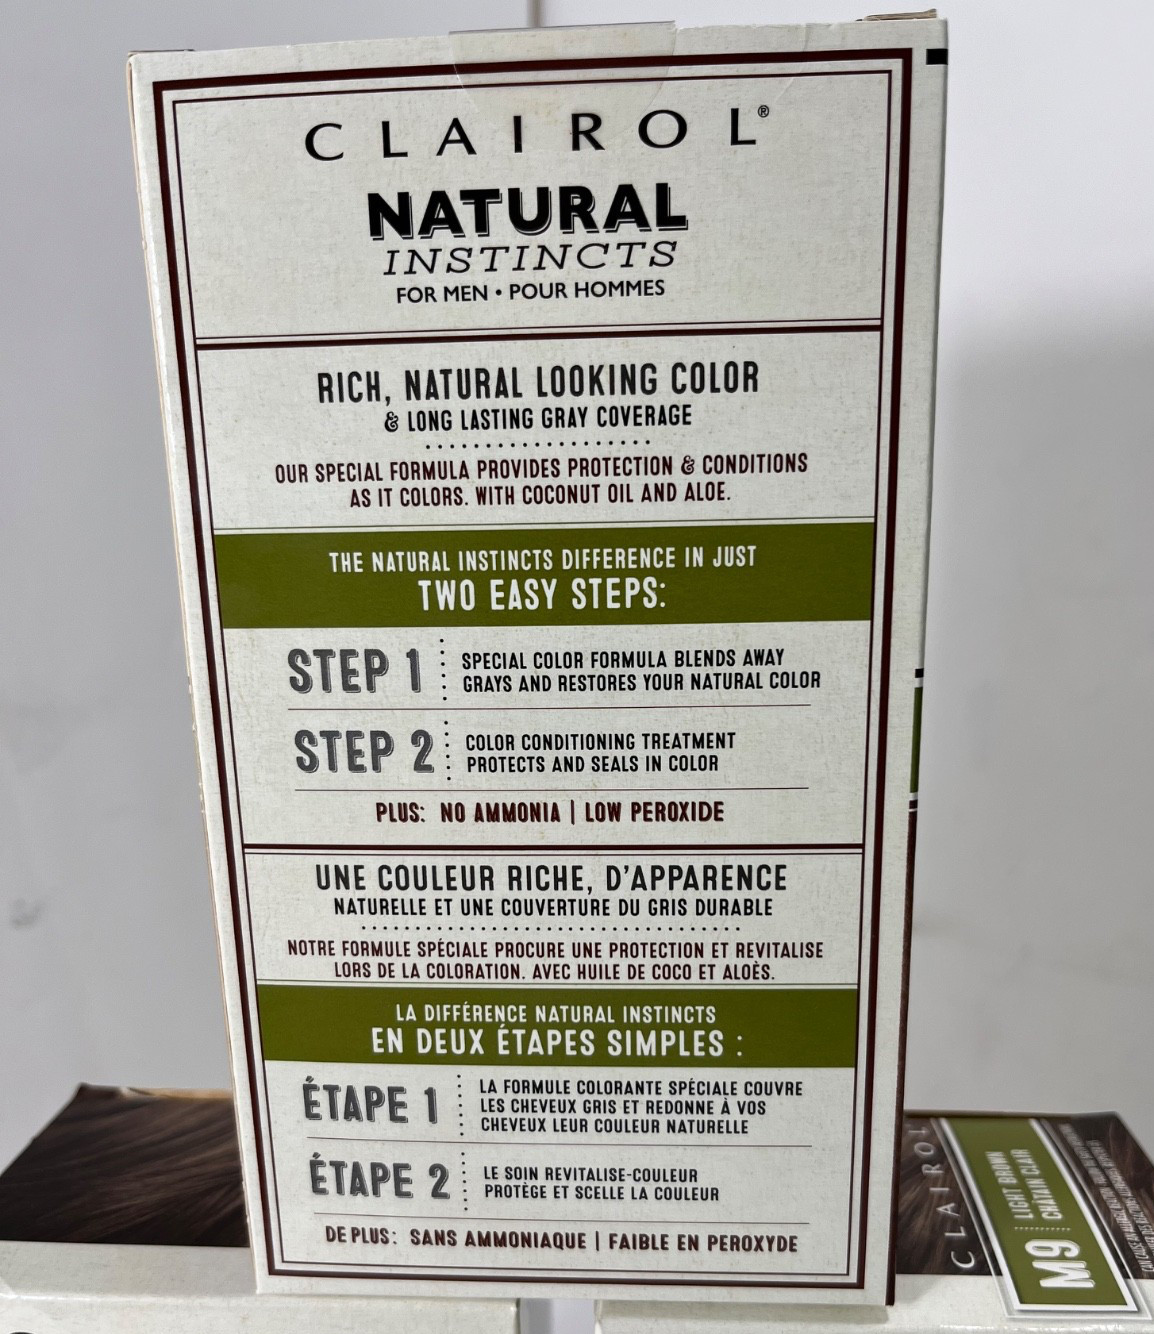 CLAIROL®
NATURAL
INSTINCTS
FOR MEN • POUR HOMMES
RICH, NATURAL LOOKING COLOR
& LONG LASTING GRAY COVERAGE
OUR SPECIAL FORMULA PROVIDES PROTECTION & CONDITIONS
AS IT COLORS. WITH COCONUT OIL AND ALOE.
THE NATURAL INSTINCTS DIFFERENCE IN JUST
TWO EASY STEPS:
STEP 1
SPECIAL COLOR FORMULA BLENDS AWAY
GRAYS AND RESTORES YOUR NATURAL COLOR
STEP 2
COLOR CONDITIONING TREATMENT
PROTECTS AND SEALS IN COLOR
PLUS: NO AMMONIA | LOW PEROXIDE
UNE COULEUR RICHE, D'APPARENCE
NATURELLE ET UNE COUVERTURE DU GRIS DURABLE
NOTRE FORMULE SPÉCIALE PROCURE UNE PROTECTION ET REVITALISE
LORS DE LA COLORATION. AVEC HUILE DE COCO ET ALOÈS.
LA DIFFÉRENCE NATURAL INSTINCTS
EN DEUX ÉTAPES SIMPLES :
ÉTAPE 1
LA FORMULE COLORANTE SPÉCIALE COUVRE
LES CHEVEUX GRIS ET REDONNE À VOS
CHEVEUX LEUR COULEUR NATURELLE
ÉTAPE 2
LE SOIN REVITALISE-COULEUR
PROTÈGE ET SCELLE LA COULEUR
DE PLUS: SANS AMMONIAQUE | FAIBLE EN PEROXYDE
CLAIROL
M9
LIGHT BROWN
CHÂTAIN CLAIR